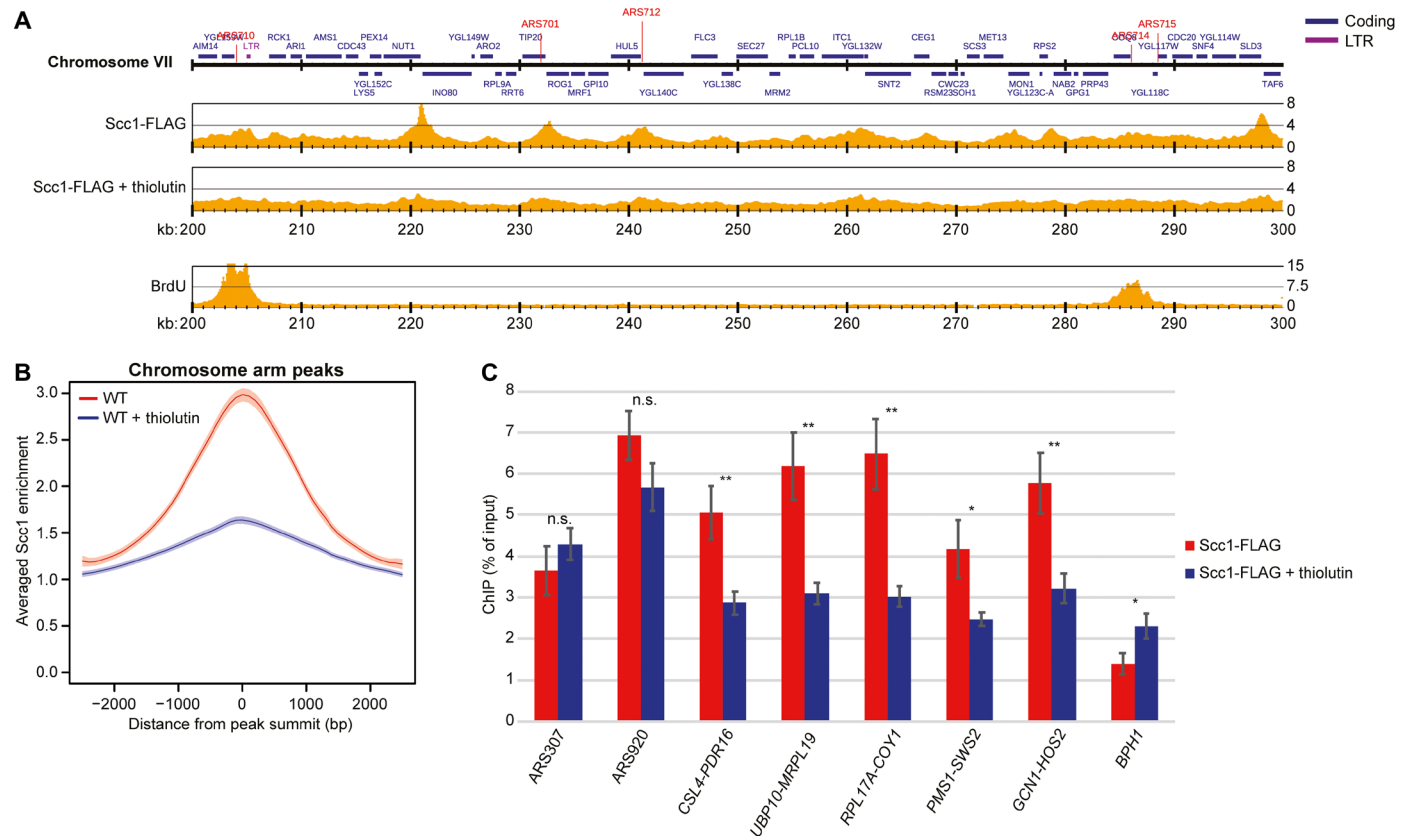 A
ARS712
ARS701
ARS715
Coding
LTR
YGL159W
ARS710
RCK1
AMS1
PEX14
YGL149W
TIP20
FLC3
RPL1B
ITC1
CEG1
MET13
ARS714
YGL114W
AIM14
LTR
ARI1
CDC43
NUT1
ARO2
HUL5
SEC27
PCL10
YGL132W
SCS3
RPS2
YGL117W
CDC20
SNF4
SLD3
Chromosome VII
YGL152C
RPL9A
ROG1
GPI10
YGL138C
SNT2
CWC23
MON1
NAB2
PRP43
TAF6
LYS5
INO80
RRT6
MRF1
YGL140C
MRM2
RSM23
SOH1
YGL123C-A
GPG1
YGL118C
Scc1-FLAG
8
4
0
Scc1-FLAG + thiolutin
8
4
0
kb: 200 210 220 230 240 250 260 270 280 290 300
BrdU
15
7.5
0
kb: 200 210 220 230 240 250 260 270 280 290 300
B
Chromosome arm peaks
WT
WT + thiolutin
Averaged Scc1 enrichment
3.0
2.5
2.0
1.5
1.0
0.5
0.0
−2000 −1000 0 1000 2000
Distance from peak summit (bp)
C
ChIP (% of input)
8
7
6
5
4
3
2
1
0
n.s.
n.s.
**
**
**
*
**
*
Scc1-FLAG
Scc1-FLAG + thiolutin
ARS307
ARS920
CSL4-PDR16
UBP10-MRPL19
RPL17A-COY1
PMS1-SWS2
GCN1-HOS2
BPH1